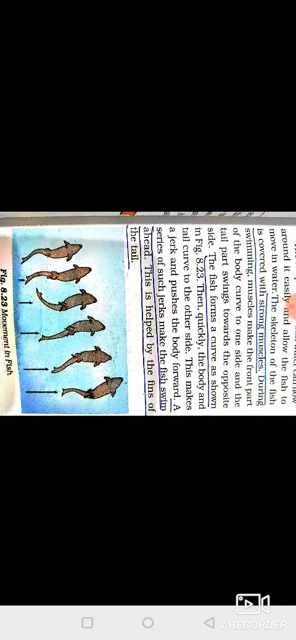 around it easily and allow the fish to
move in water. The skeleton of the fish
is covered with strong muscles. During
swimming, muscles make the front part
of the body curve to one side and the
tail part swings towards the opposite
side. The fish forms a curve as shown
in Fig. 8.23. Then, quickly, the body and
tail curve to the other side. This makes
a jerk and pushes the body forward. A
series of such jerks make the fish swim
ahead. This is helped by the fins of
the tail.
Fig. 8.23 Movement in Fish
V RECORDER